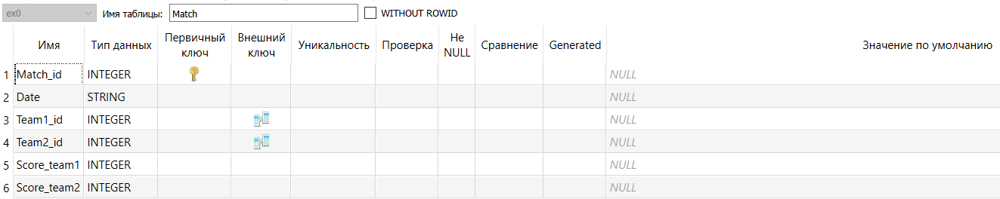 ex0 Имя таблицы: Match WITHOUT ROWID
Имя Тип данных Первичный ключ Внешний ключ Уникальность Проверка Не NULL Сравнение Generated Значение по умолчанию
1 Match_id INTEGER NULL
2 Date STRING NULL
3 Team1_id INTEGER NULL
4 Team2_id INTEGER NULL
5 Score_team1 INTEGER NULL
6 Score_team2 INTEGER NULL